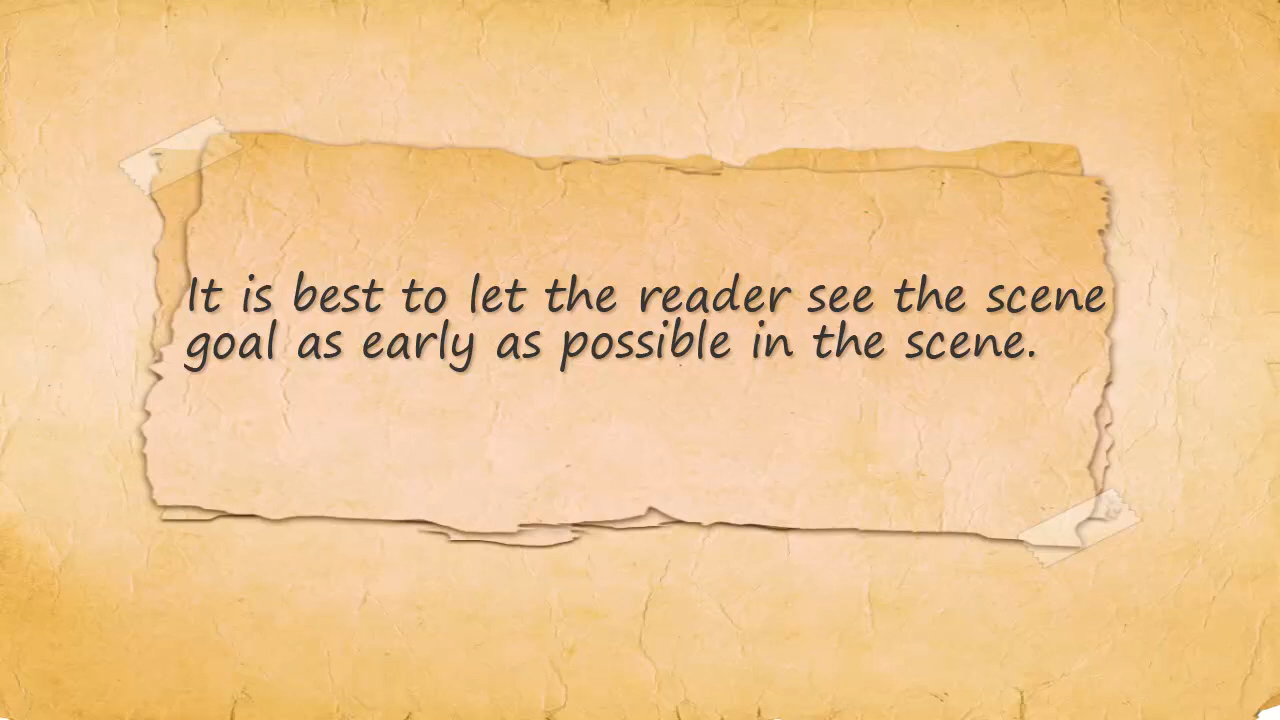 It is best to let the reader see the scene
goal as early as possible in the scene.